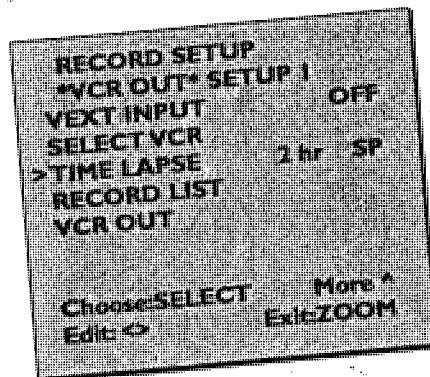 RECORD SETUP
*VCR OUT* SETUP 1
VEXT INPUT OFF
SELECT VCR
>TIME LAPSE 2 hr SP
RECORD LIST
VCR OUT
Choose:SELECT More ^
Edit: <> Exit:ZOOM